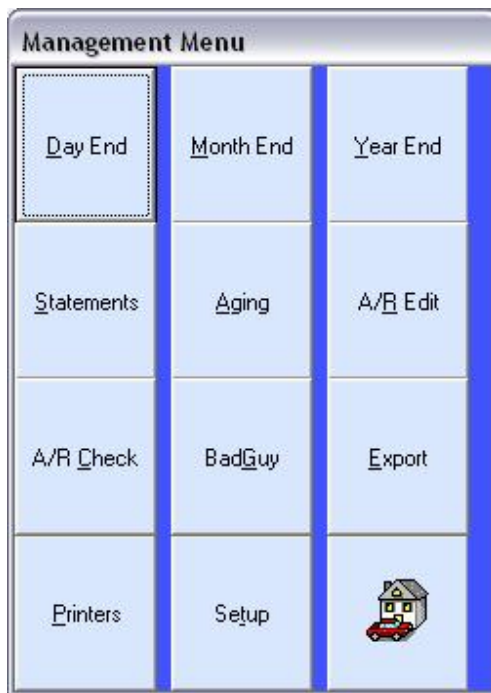 Management Menu
Day End
Month End
Year End
Statements
Aging
A/R Edit
A/R Check
BadGuy
Export
Printers
Setup